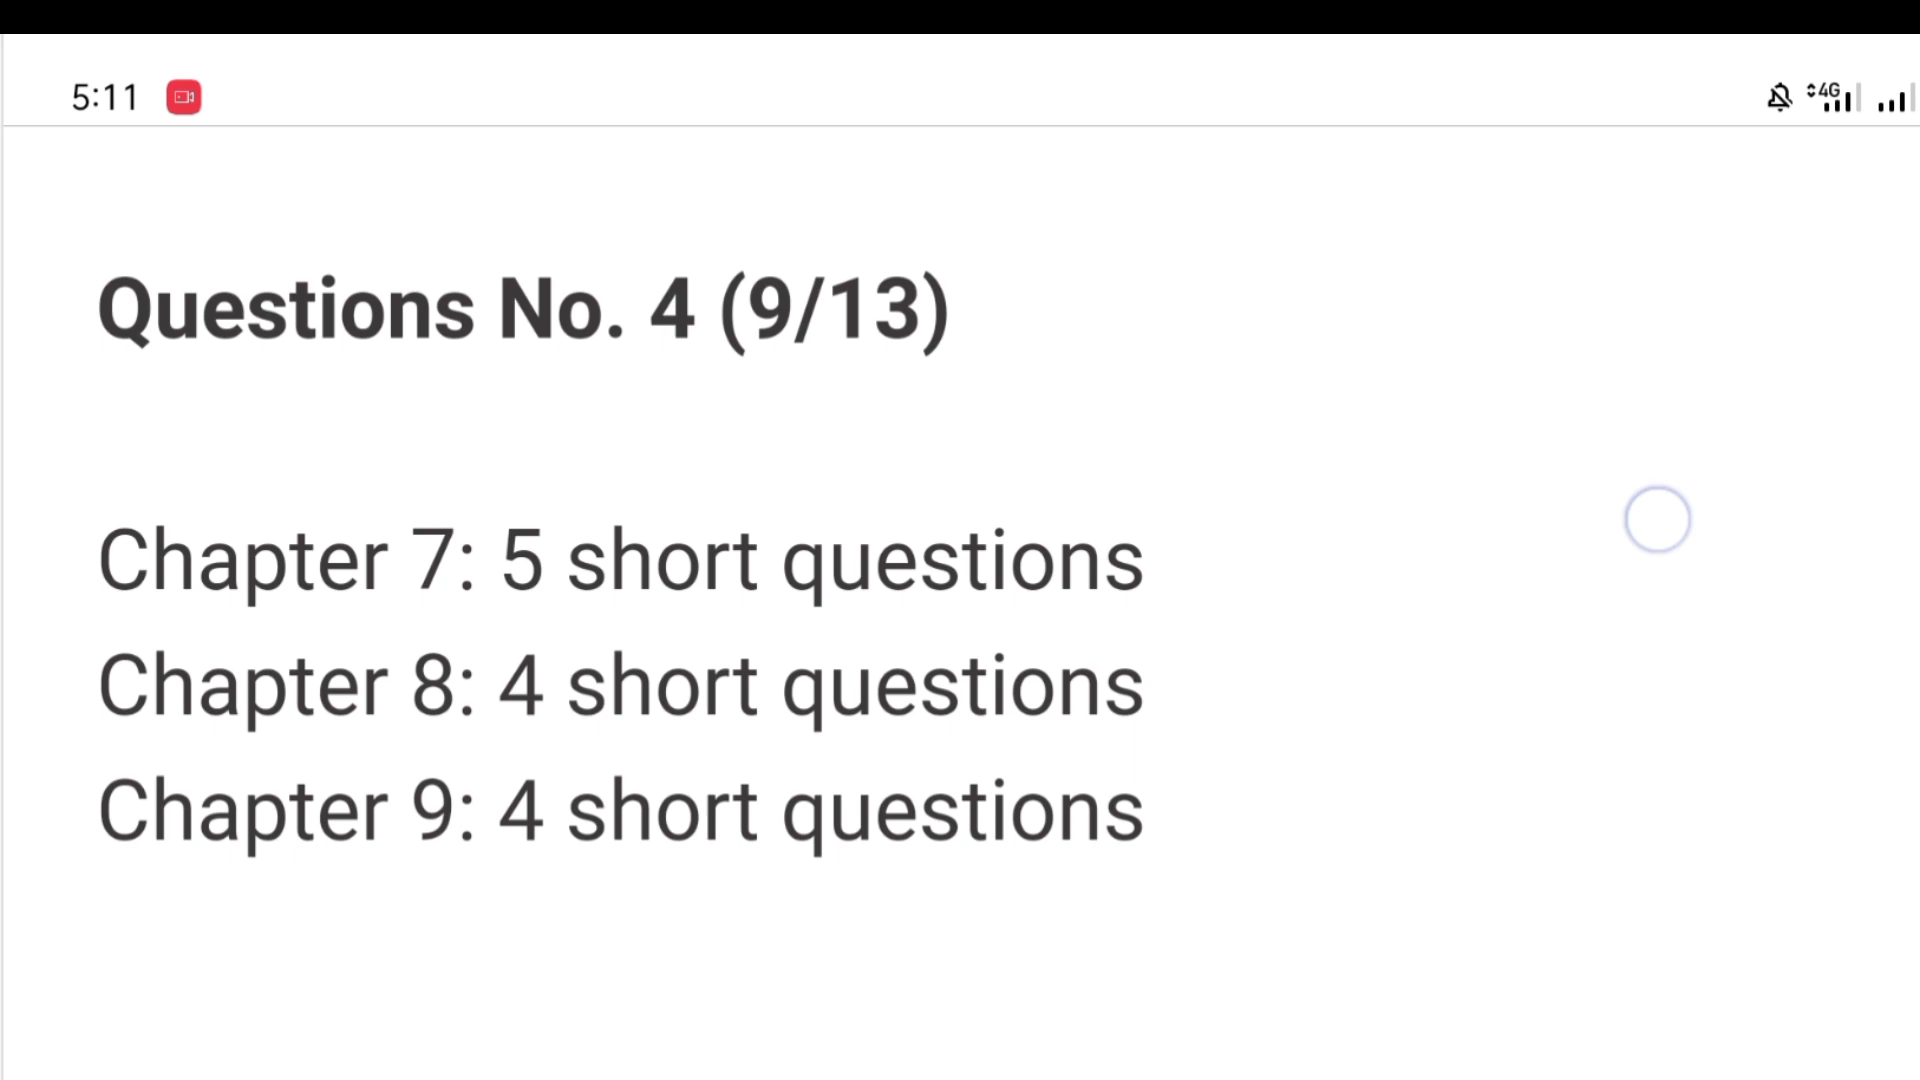 5:11
4G
Questions No. 4 (9/13)
Chapter 7: 5 short questions
Chapter 8: 4 short questions
Chapter 9: 4 short questions